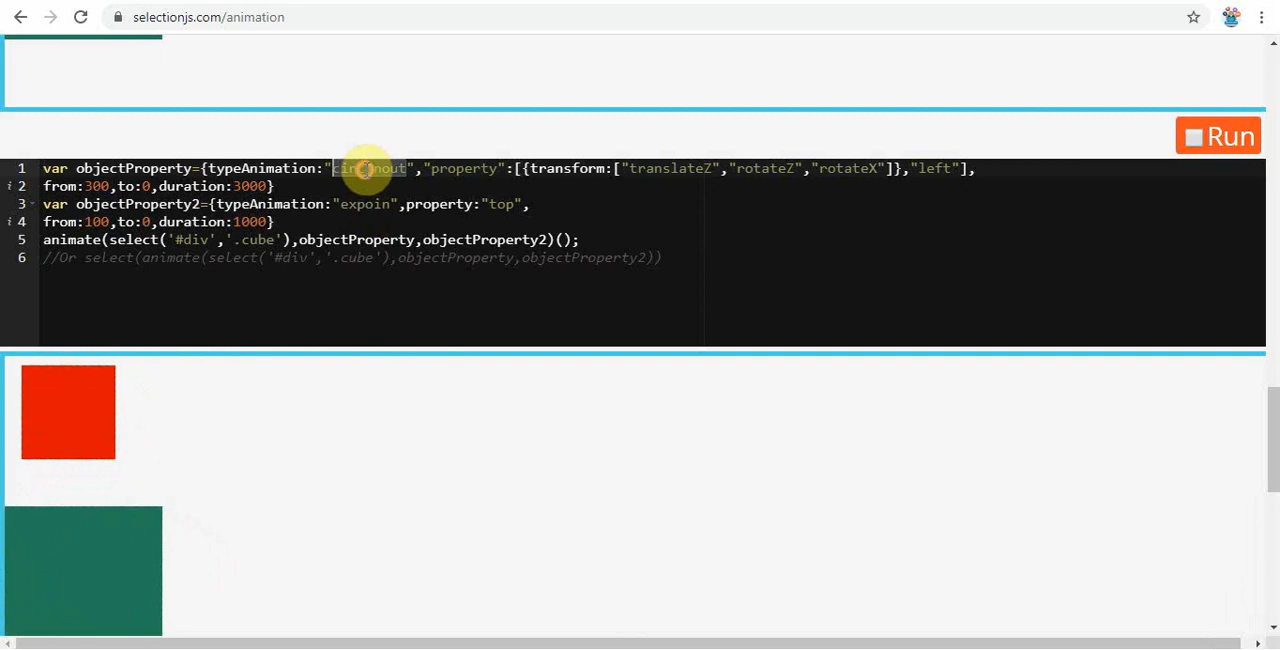 selectionjs.com/animation
Run
1 var objectProperty={typeAnimation:"circinout","property":[{transform:["translateZ","rotateZ","rotateX"]},"left"],
i 2 from:300,to:0,duration:3000}
3 var objectProperty2={typeAnimation:"expoin",property:"top",
i 4 from:100,to:0,duration:1000}
5 animate(select('#div','.cube'),objectProperty,objectProperty2)();
6 //Or select(animate(select('#div','.cube'),objectProperty,objectProperty2))